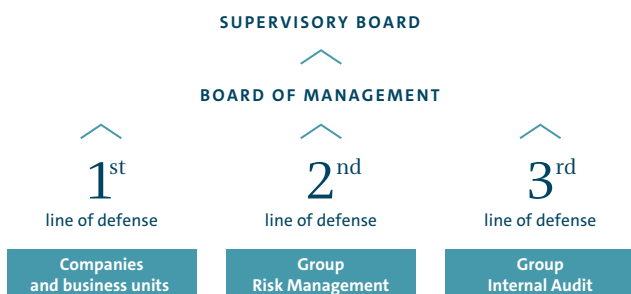 SUPERVISORY BOARD
BOARD OF MANAGEMENT
1st
line of defense
2nd
line of defense
3rd
line of defense
Companies
and business units
Group
Risk Management
Group
Internal Audit